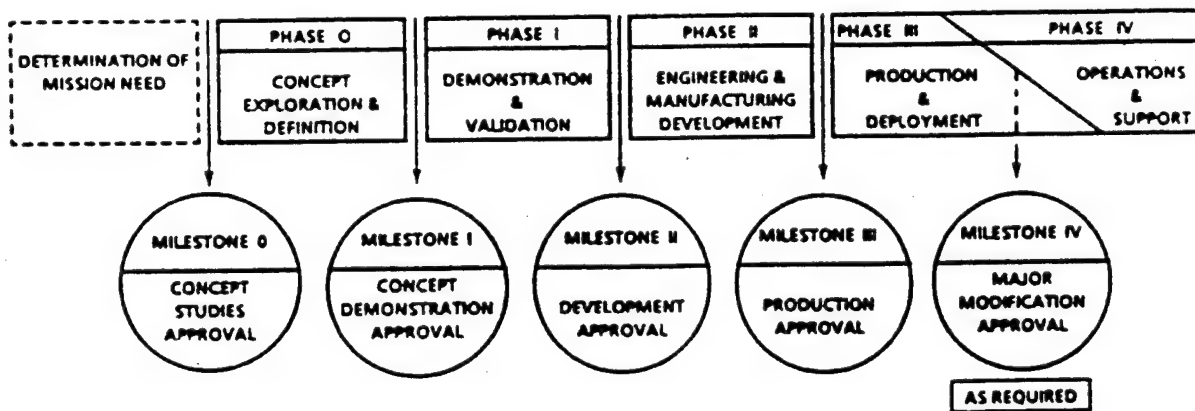 DETERMINATION OF
MISSION NEED
PHASE 0
CONCEPT
EXPLORATION &
DEFINITION
PHASE I
DEMONSTRATION
&
VALIDATION
PHASE II
ENGINEERING &
MANUFACTURING
DEVELOPMENT
PHASE III
PRODUCTION
&
DEPLOYMENT
PHASE IV
OPERATIONS
&
SUPPORT
MILESTONE 0
CONCEPT
STUDIES
APPROVAL
MILESTONE I
CONCEPT
DEMONSTRATION
APPROVAL
MILESTONE II
DEVELOPMENT
APPROVAL
MILESTONE III
PRODUCTION
APPROVAL
MILESTONE IV
MAJOR
MODIFICATION
APPROVAL
AS REQUIRED